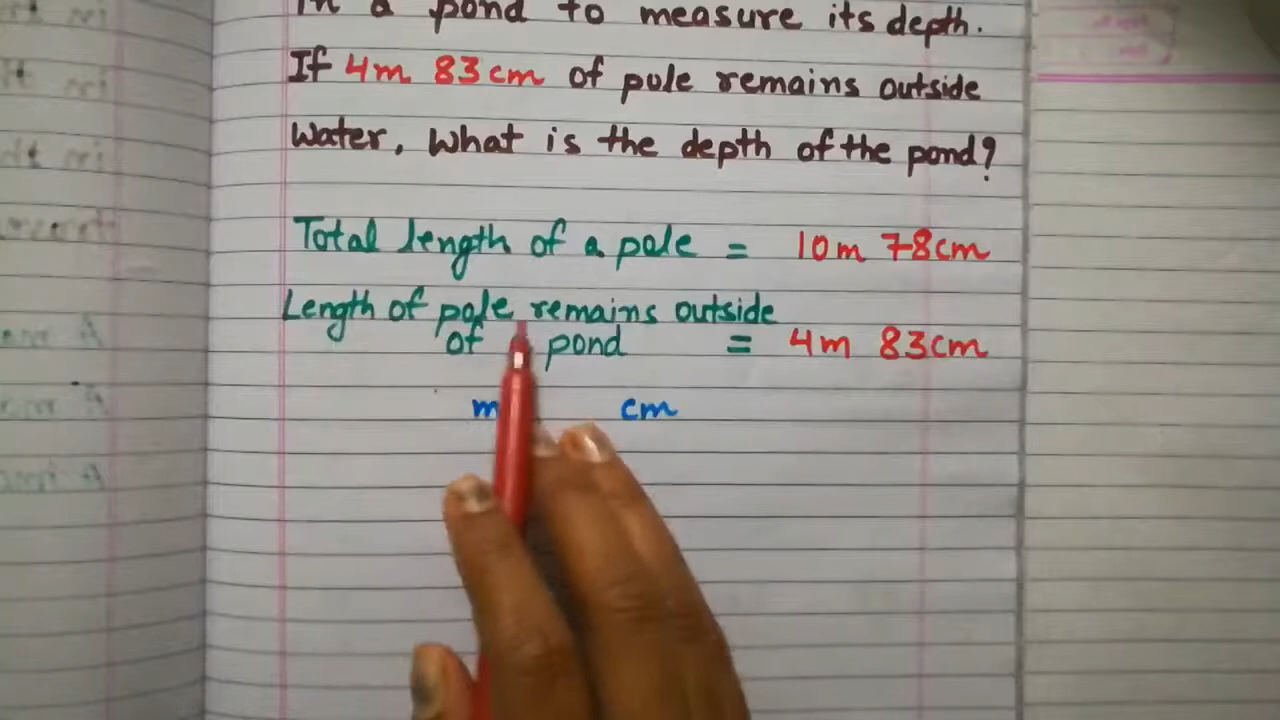 In a pond to measure its depth.
If 4m 83cm of pole remains outside
water, What is the depth of the pond?
Total length of a pole = 10m 78cm
Length of pole remains outside
of pond = 4m 83cm
m cm